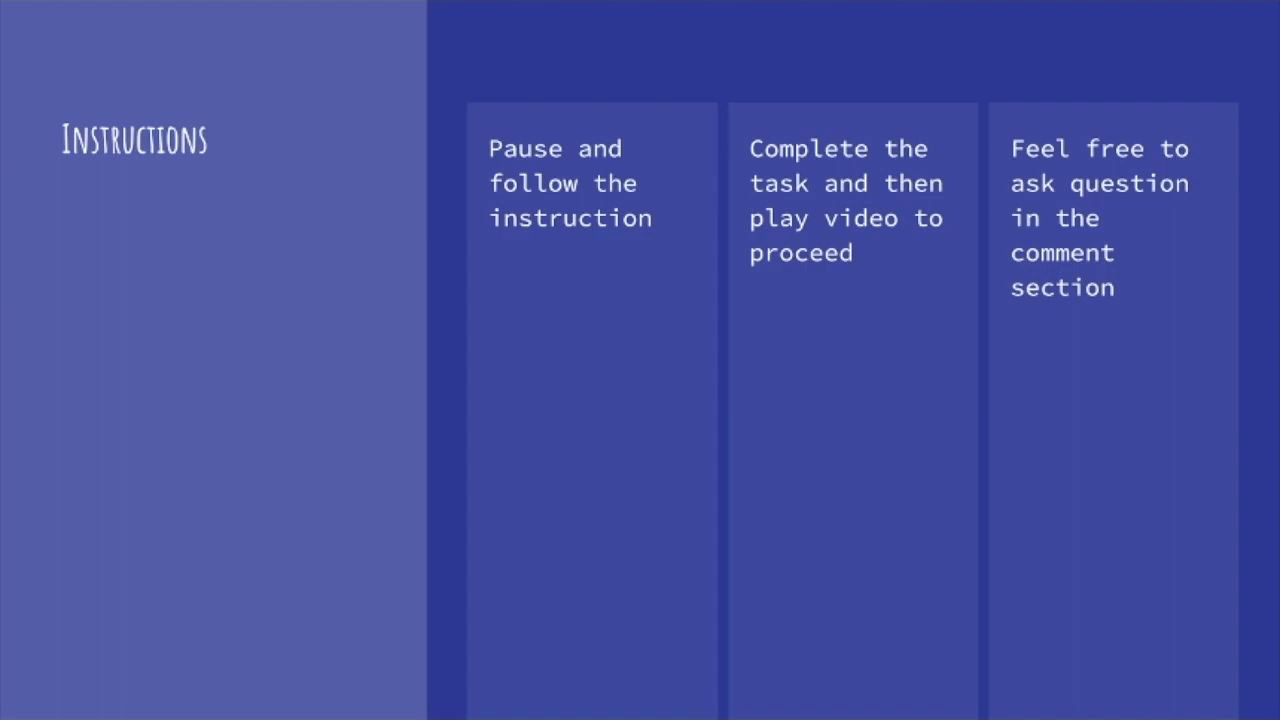 Instructions
Pause and
follow the
instruction
Complete the
task and then
play video to
proceed
Feel free to
ask question
in the
comment
section